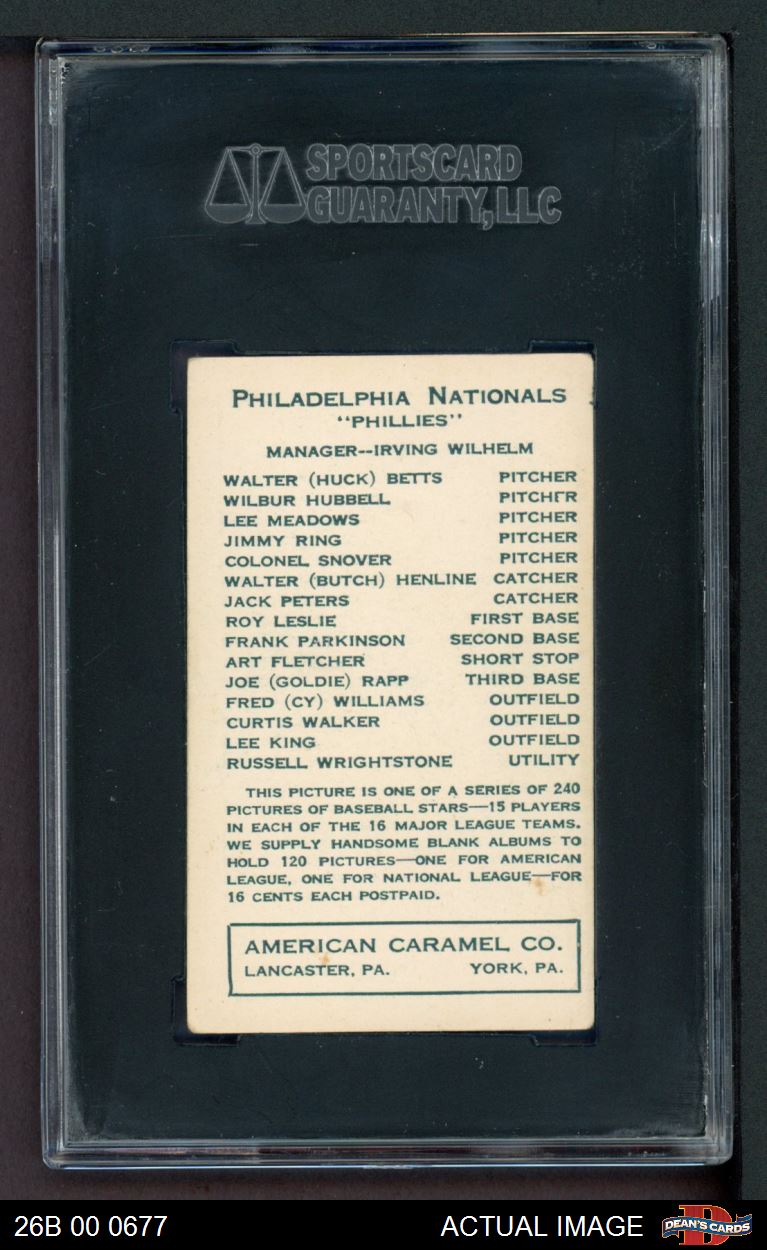 SPORTSCARD
GUARANTY, LLC
PHILADELPHIA NATIONALS
"PHILLIES"
MANAGER--IRVING WILHELM
WALTER (HUCK) BETTS PITCHER
WILBUR HUBBELL PITCHER
LEE MEADOWS PITCHER
JIMMY RING PITCHER
COLONEL SNOVER PITCHER
WALTER (BUTCH) HENLINE CATCHER
JACK PETERS CATCHER
ROY LESLIE FIRST BASE
FRANK PARKINSON SECOND BASE
ART FLETCHER SHORT STOP
JOE (GOLDIE) RAPP THIRD BASE
FRED (CY) WILLIAMS OUTFIELD
CURTIS WALKER OUTFIELD
LEE KING OUTFIELD
RUSSELL WRIGHTSTONE UTILITY
THIS PICTURE IS ONE OF A SERIES OF 240
PICTURES OF BASEBALL STARS—15 PLAYERS
IN EACH OF THE 16 MAJOR LEAGUE TEAMS.
WE SUPPLY HANDSOME BLANK ALBUMS TO
HOLD 120 PICTURES—ONE FOR AMERICAN
LEAGUE, ONE FOR NATIONAL LEAGUE—FOR
16 CENTS EACH POSTPAID.
AMERICAN CARAMEL CO.
LANCASTER, PA. YORK, PA.
26B 00 0677 ACTUAL IMAGE DEAN'S CARDS